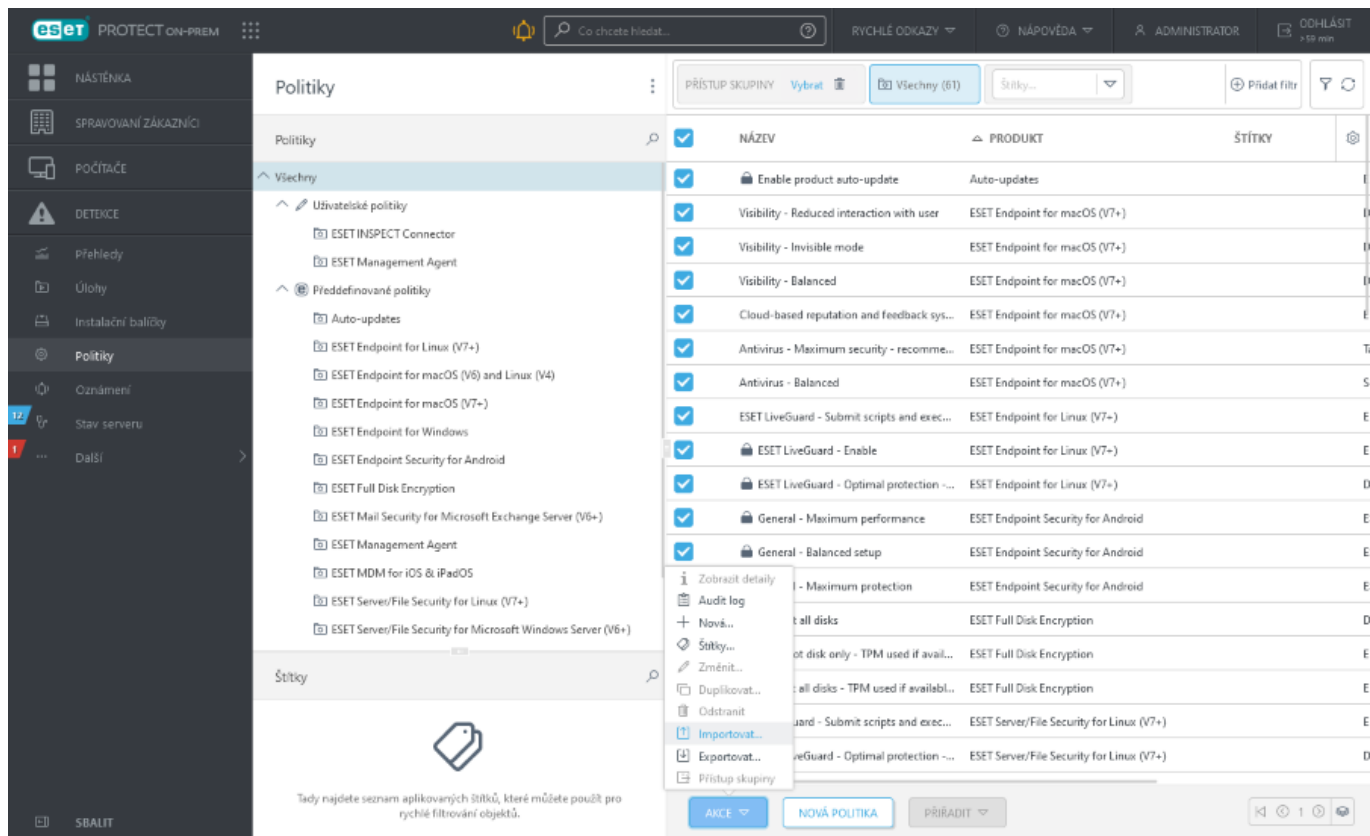 eset PROTECT ON-PREM
Co chcete hledat...
RYCHLÉ ODKAZY
NÁPOVĚDA
ADMINISTRATOR
ODHLÁSIT
>59 min
NÁSTĚNKA
SPRAVOVANÍ ZÁKAZNÍCI
POČÍTAČE
DETEKCE
Přehledy
Úlohy
Instalační balíčky
Politiky
Oznámení
12
Stav serveru
1
Další
SBALIT
Politiky
Politiky
Všechny
Uživatelské politiky
ESET INSPECT Connector
ESET Management Agent
Předdefinované politiky
Auto-updates
ESET Endpoint for Linux (V7+)
ESET Endpoint for macOS (V6) and Linux (V4)
ESET Endpoint for macOS (V7+)
ESET Endpoint for Windows
ESET Endpoint Security for Android
ESET Full Disk Encryption
ESET Mail Security for Microsoft Exchange Server (V6+)
ESET Management Agent
ESET MDM for iOS & iPadOS
ESET Server/File Security for Linux (V7+)
ESET Server/File Security for Microsoft Windows Server (V6+)
Štítky
Tady najdete seznam aplikovaných štítků, které můžete použít pro
rychlé filtrování objektů.
PŘÍSTUP SKUPINY Vybrat
Všechny (61)
Štítky...
Přidat filtr
NÁZEV PRODUKT ŠTÍTKY
Enable product auto-update Auto-updates
Visibility - Reduced interaction with user ESET Endpoint for macOS (V7+)
Visibility - Invisible mode ESET Endpoint for macOS (V7+) D
Visibility - Balanced ESET Endpoint for macOS (V7+)
Cloud-based reputation and feedback sys... ESET Endpoint for macOS (V7+) E
Antivirus - Maximum security - recomme... ESET Endpoint for macOS (V7+)
Antivirus - Balanced ESET Endpoint for macOS (V7+) S
ESET LiveGuard - Submit scripts and exec... ESET Endpoint for Linux (V7+) E
ESET LiveGuard - Enable ESET Endpoint for Linux (V7+) E
ESET LiveGuard - Optimal protection -... ESET Endpoint for Linux (V7+) D
General - Maximum performance ESET Endpoint Security for Android E
General - Balanced setup ESET Endpoint Security for Android E
l - Maximum protection ESET Endpoint Security for Android E
t all disks ESET Full Disk Encryption D
ot disk only - TPM used if avail... ESET Full Disk Encryption E
t all disks - TPM used if availabl... ESET Full Disk Encryption E
uard - Submit scripts and exec... ESET Server/File Security for Linux (V7+) E
veGuard - Optimal protection -... ESET Server/File Security for Linux (V7+) D
Zobrazit detaily
Audit log
Nová...
Štítky...
Změnit...
Duplikovat...
Odstranit
Importovat...
Exportovat...
Přístup skupiny
AKCE
NOVÁ POLITIKA
PŘIŘADIT
1